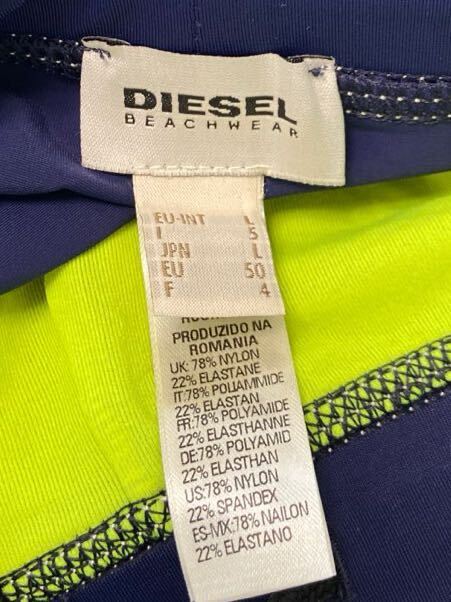 DIESEL
BEACHWEAR
EU-INT L
I 5
JPN L
EU 50
F 4
PRODUZIDO NA
ROMANIA
UK: 78% NYLON
22% ELASTANE
IT:78% POLIAMMIDE
22% ELASTAN
FR:78% POLYAMIDE
22% ELASTHANNE
DE:78% POLYAMID
22% ELASTHAN
US:78% NYLON
22% SPANDEX
ES-MX:78% NAILON
22% ELASTANO